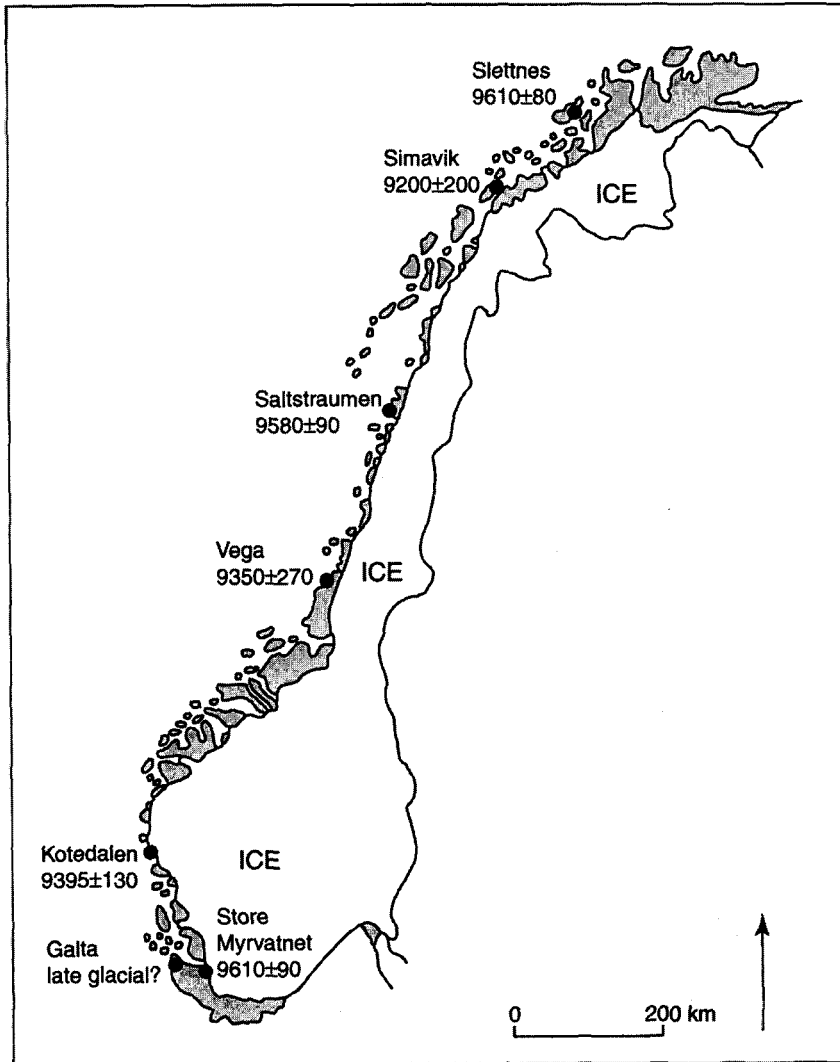 Slettnes
9610±80
Simavik
9200±200
ICE
Saltstraumen
9580±90
Vega
9350±270
ICE
Kotedalen
9395±130
ICE
Store
Myrvatnet
9610±90
Galta
late glacial?
0
200 km